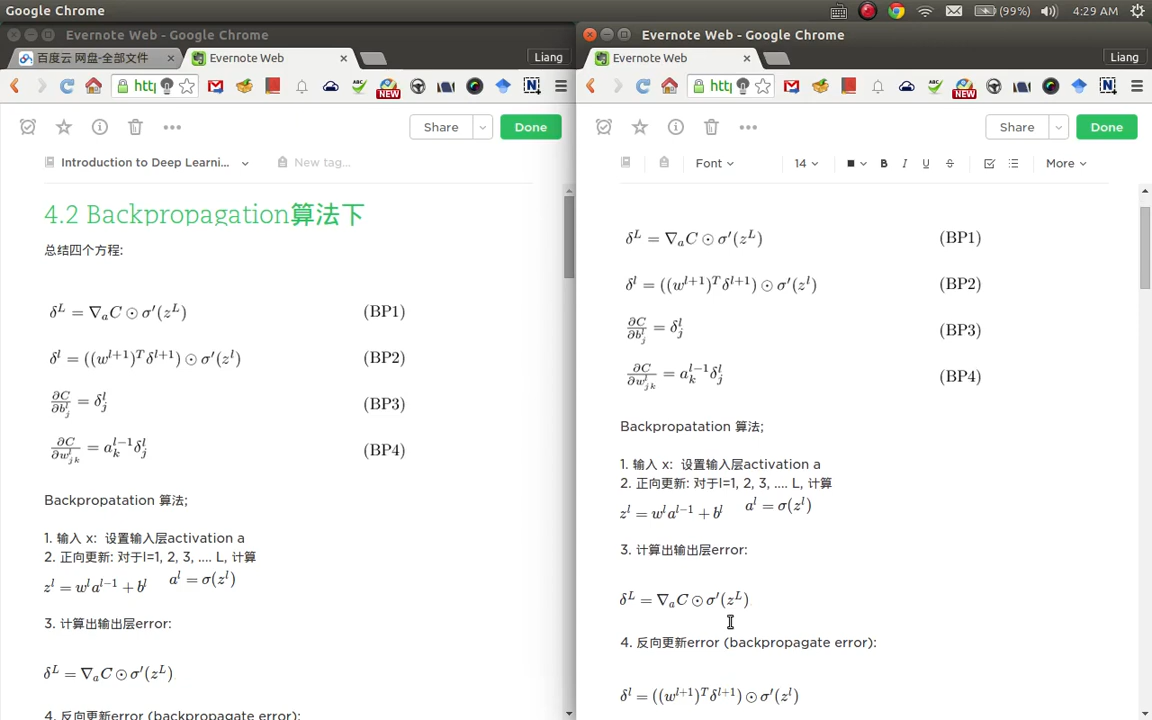 Google Chrome
(99%)
4:29 AM
Evernote Web - Google Chrome
百度云 网盘-全部文件
Evernote Web
Liang
http
NEW
Share
Done
Introduction to Deep Learni...
New tag...
4.2 Backpropagation算法下
总结四个方程:
δ^L = ∇_a C ⊙ σ′(z^L) (BP1)
δ^l = ((w^{l+1})^T δ^{l+1}) ⊙ σ′(z^l) (BP2)
∂C/∂b^l_j = δ^l_j (BP3)
∂C/∂w^l_{jk} = a^{l−1}_k δ^l_j (BP4)
Backpropatation 算法;
1. 输入 x: 设置输入层activation a
2. 正向更新: 对于l=1, 2, 3, .... L, 计算
z^l = w^l a^{l−1} + b^l a^l = σ(z^l)
3. 计算出输出层error:
δ^L = ∇_a C ⊙ σ′(z^L)
4. 反向更新error (backpropagate error):
Evernote Web - Google Chrome
Evernote Web
Liang
http
NEW
Share
Done
Font
14
B I U S
More
δ^L = ∇_a C ⊙ σ′(z^L) (BP1)
δ^l = ((w^{l+1})^T δ^{l+1}) ⊙ σ′(z^l) (BP2)
∂C/∂b^l_j = δ^l_j (BP3)
∂C/∂w^l_{jk} = a^{l−1}_k δ^l_j (BP4)
Backpropatation 算法;
1. 输入 x: 设置输入层activation a
2. 正向更新: 对于l=1, 2, 3, .... L, 计算
z^l = w^l a^{l−1} + b^l a^l = σ(z^l)
3. 计算出输出层error:
δ^L = ∇_a C ⊙ σ′(z^L)
4. 反向更新error (backpropagate error):
δ^l = ((w^{l+1})^T δ^{l+1}) ⊙ σ′(z^l)